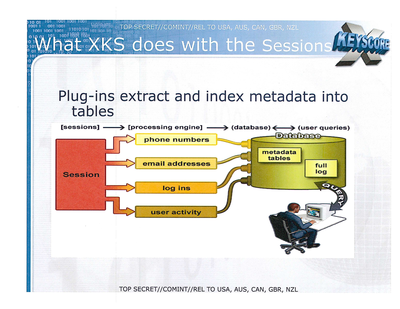 TOP SECRET//COMINT//REL TO USA, AUS, CAN, GBR, NZL
What XKS does with the Sessions
X KEYSCORE
Plug-ins extract and index metadata into
tables
[sessions] [processing engine] (database) (user queries)
Database
phone numbers
metadata
tables
email addresses
full
log
Session
log ins
QUERY
user activity
TOP SECRET//COMINT//REL TO USA, AUS, CAN, GBR, NZL